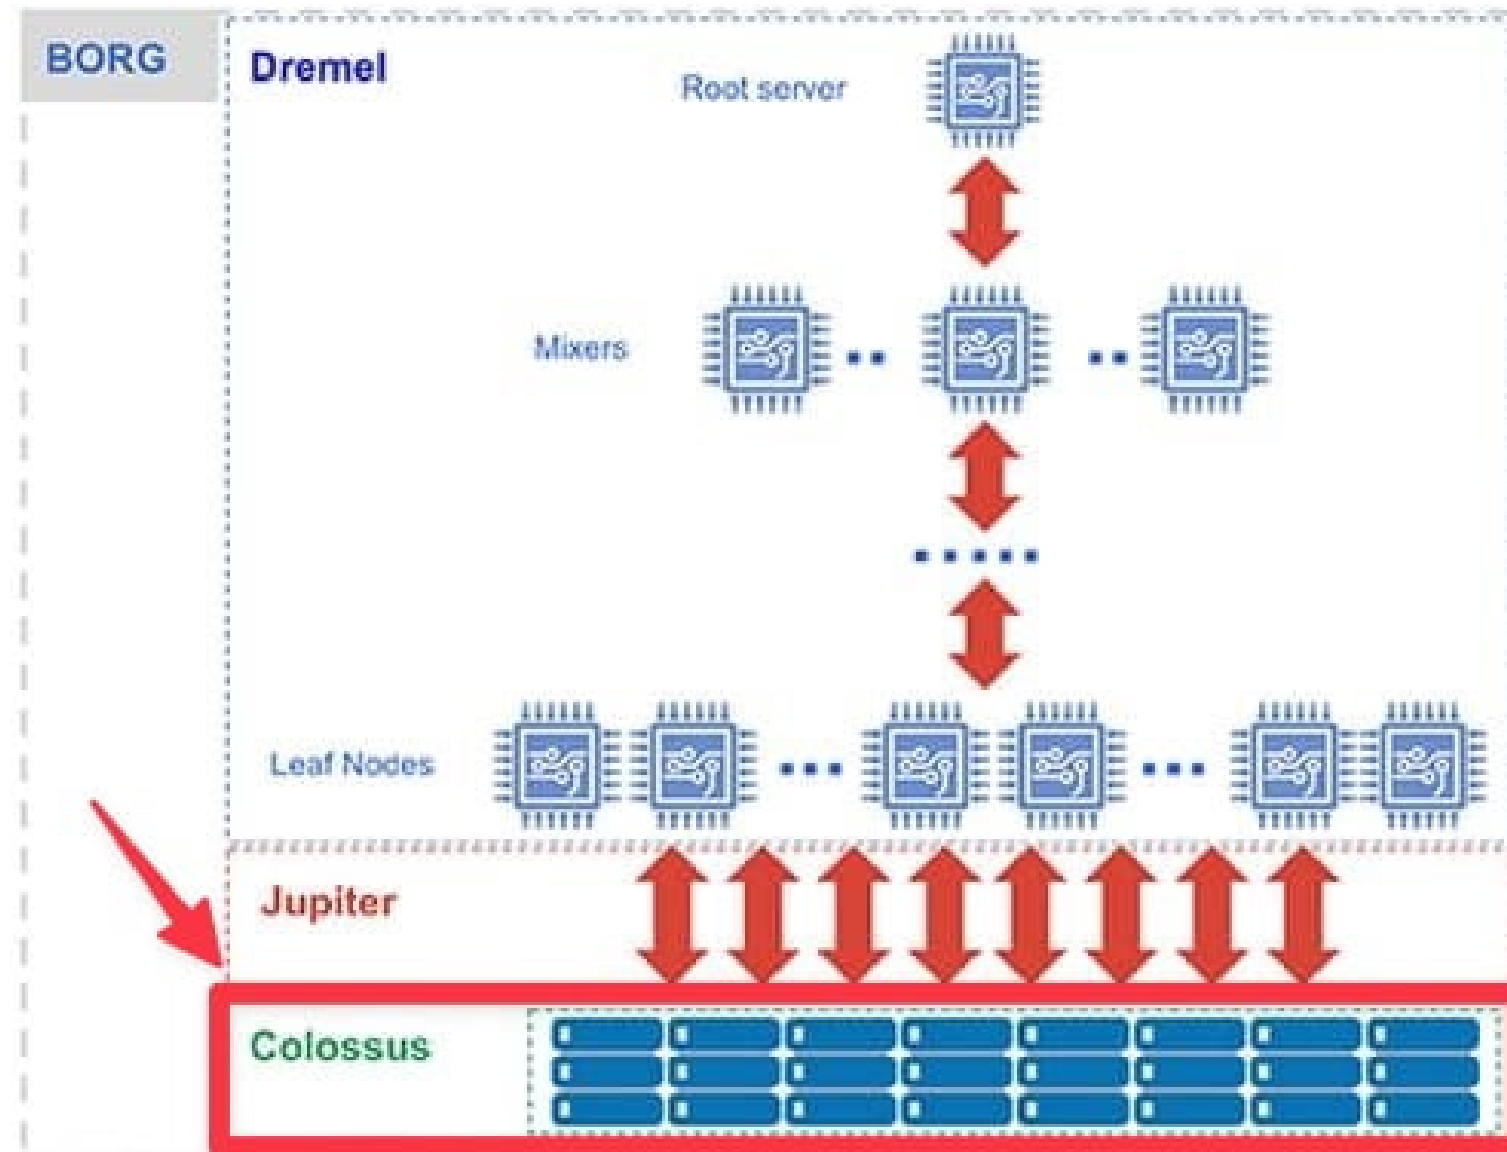 BORG
Dremel
Root server
Mixers
Leaf Nodes
Jupiter
Colossus